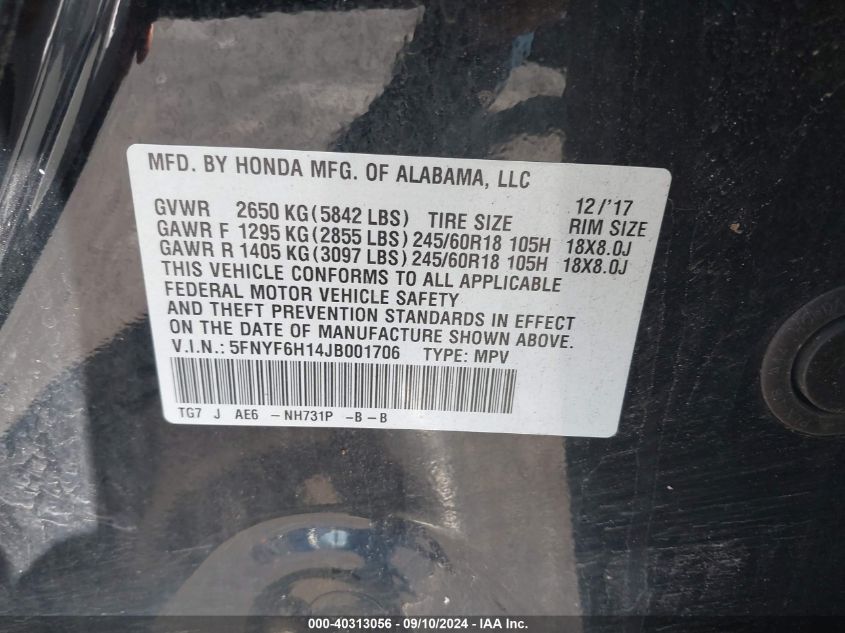 MFD. BY HONDA MFG. OF ALABAMA, LLC
12/'17
GVWR 2650 KG(5842 LBS) TIRE SIZE RIM SIZE
GAWR F 1295 KG(2855 LBS) 245/60R18 105H 18X8.0J
GAWR R 1405 KG(3097 LBS) 245/60R18 105H 18X8.0J
THIS VEHICLE CONFORMS TO ALL APPLICABLE
FEDERAL MOTOR VEHICLE SAFETY
AND THEFT PREVENTION STANDARDS IN EFFECT
ON THE DATE OF MANUFACTURE SHOWN ABOVE.
V.I.N.: 5FNYF6H14JB001706 TYPE: MPV
TG7 J AE6 -NH731P -B-B
000-40313056 - 09/10/2024 - IAA Inc.